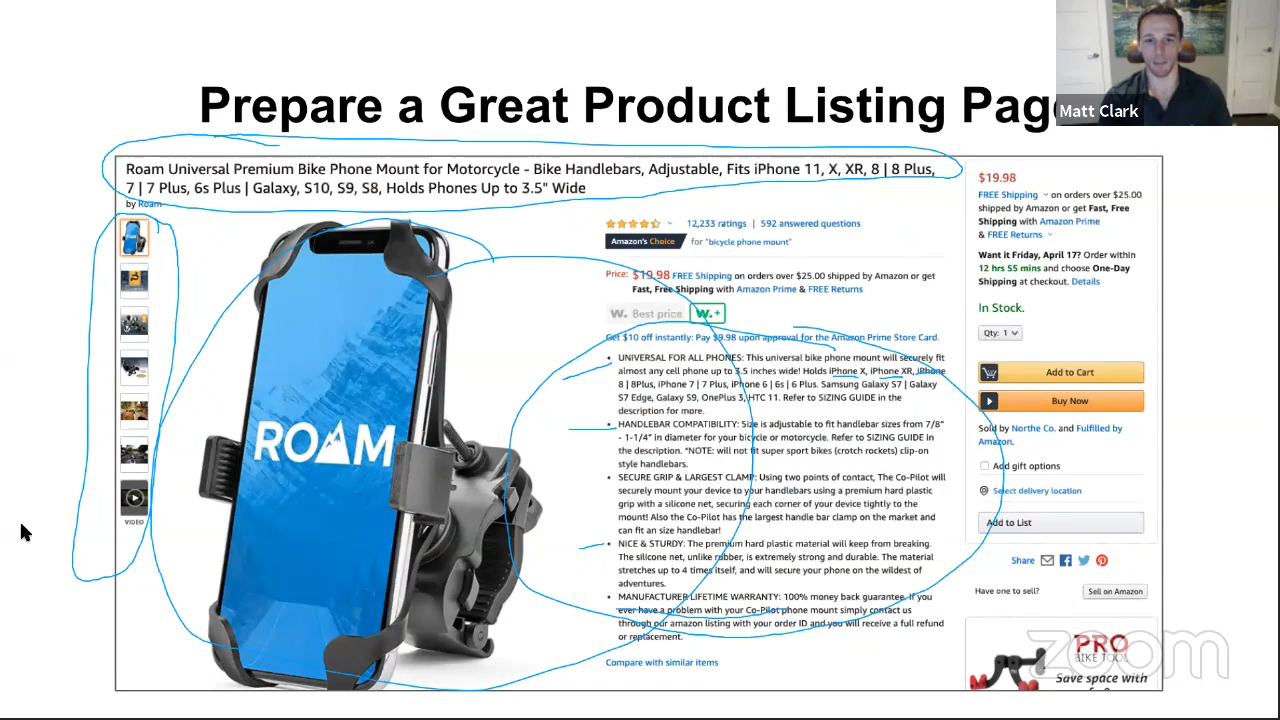 Prepare a Great Product Listing Page
Matt Clark
Roam Universal Premium Bike Phone Mount for Motorcycle - Bike Handlebars, Adjustable, Fits iPhone 11, X, XR, 8 | 8 Plus,
7 | 7 Plus, 6s Plus | Galaxy, S10, S9, S8, Holds Phones Up to 3.5" Wide
by Roam
VIDEO
ROAM
12,233 ratings | 592 answered questions
Amazon's Choice for "bicycle phone mount"
Price: $19.98 FREE Shipping on orders over $25.00 shipped by Amazon or get
Fast, Free Shipping with Amazon Prime & FREE Returns
W. Best price W.+
Get $10 off instantly: Pay $9.98 upon approval for the Amazon Prime Store Card.
• UNIVERSAL FOR ALL PHONES: This universal bike phone mount will securely fit
almost any cell phone up to 3.5 inches wide! Holds iPhone X, iPhone XR, iPhone
8 | 8Plus, iPhone 7 | 7 Plus, iPhone 6 | 6s | 6 Plus. Samsung Galaxy S7 | Galaxy
S7 Edge, Galaxy S9, OnePlus 3, HTC 11. Refer to SIZING GUIDE in the
description for more.
• HANDLEBAR COMPATIBILITY: Size is adjustable to fit handlebar sizes from 7/8"
- 1-1/4" in diameter for your bicycle or motorcycle. Refer to SIZING GUIDE in
the description. *NOTE: will not fit super sport bikes (crotch rockets) clip-on
style handlebars.
• SECURE GRIP & LARGEST CLAMP: Using two points of contact, The Co-Pilot will
securely mount your device to your handlebars using a premium hard plastic
grip with a silicone net, securing each corner of your device tightly to the
mount! Also the Co-Pilot has the largest handle bar clamp on the market and
can fit an size handlebar!
• NICE & STURDY: The premium hard plastic material will keep from breaking.
The silicone net, unlike rubber, is extremely strong and durable. The material
stretches up to 4 times itself, and will secure your phone on the wildest of
adventures.
• MANUFACTURER LIFETIME WARRANTY: 100% money back guarantee. If you
ever have a problem with your Co-Pilot phone mount simply contact us
through our amazon listing with your order ID and you will receive a full refund
or replacement.
Compare with similar items
$19.98
FREE Shipping on orders over $25.00
shipped by Amazon or get Fast, Free
Shipping with Amazon Prime
& FREE Returns
Want it Friday, April 17? Order within
12 hrs 55 mins and choose One-Day
Shipping at checkout. Details
In Stock.
Qty: 1
Add to Cart
Buy Now
Sold by Northe Co. and Fulfilled by
Amazon.
Add gift options
Select delivery location
Add to List
Share
Have one to sell? Sell on Amazon
PRO
BIKE TOOL
Save space with
zoom